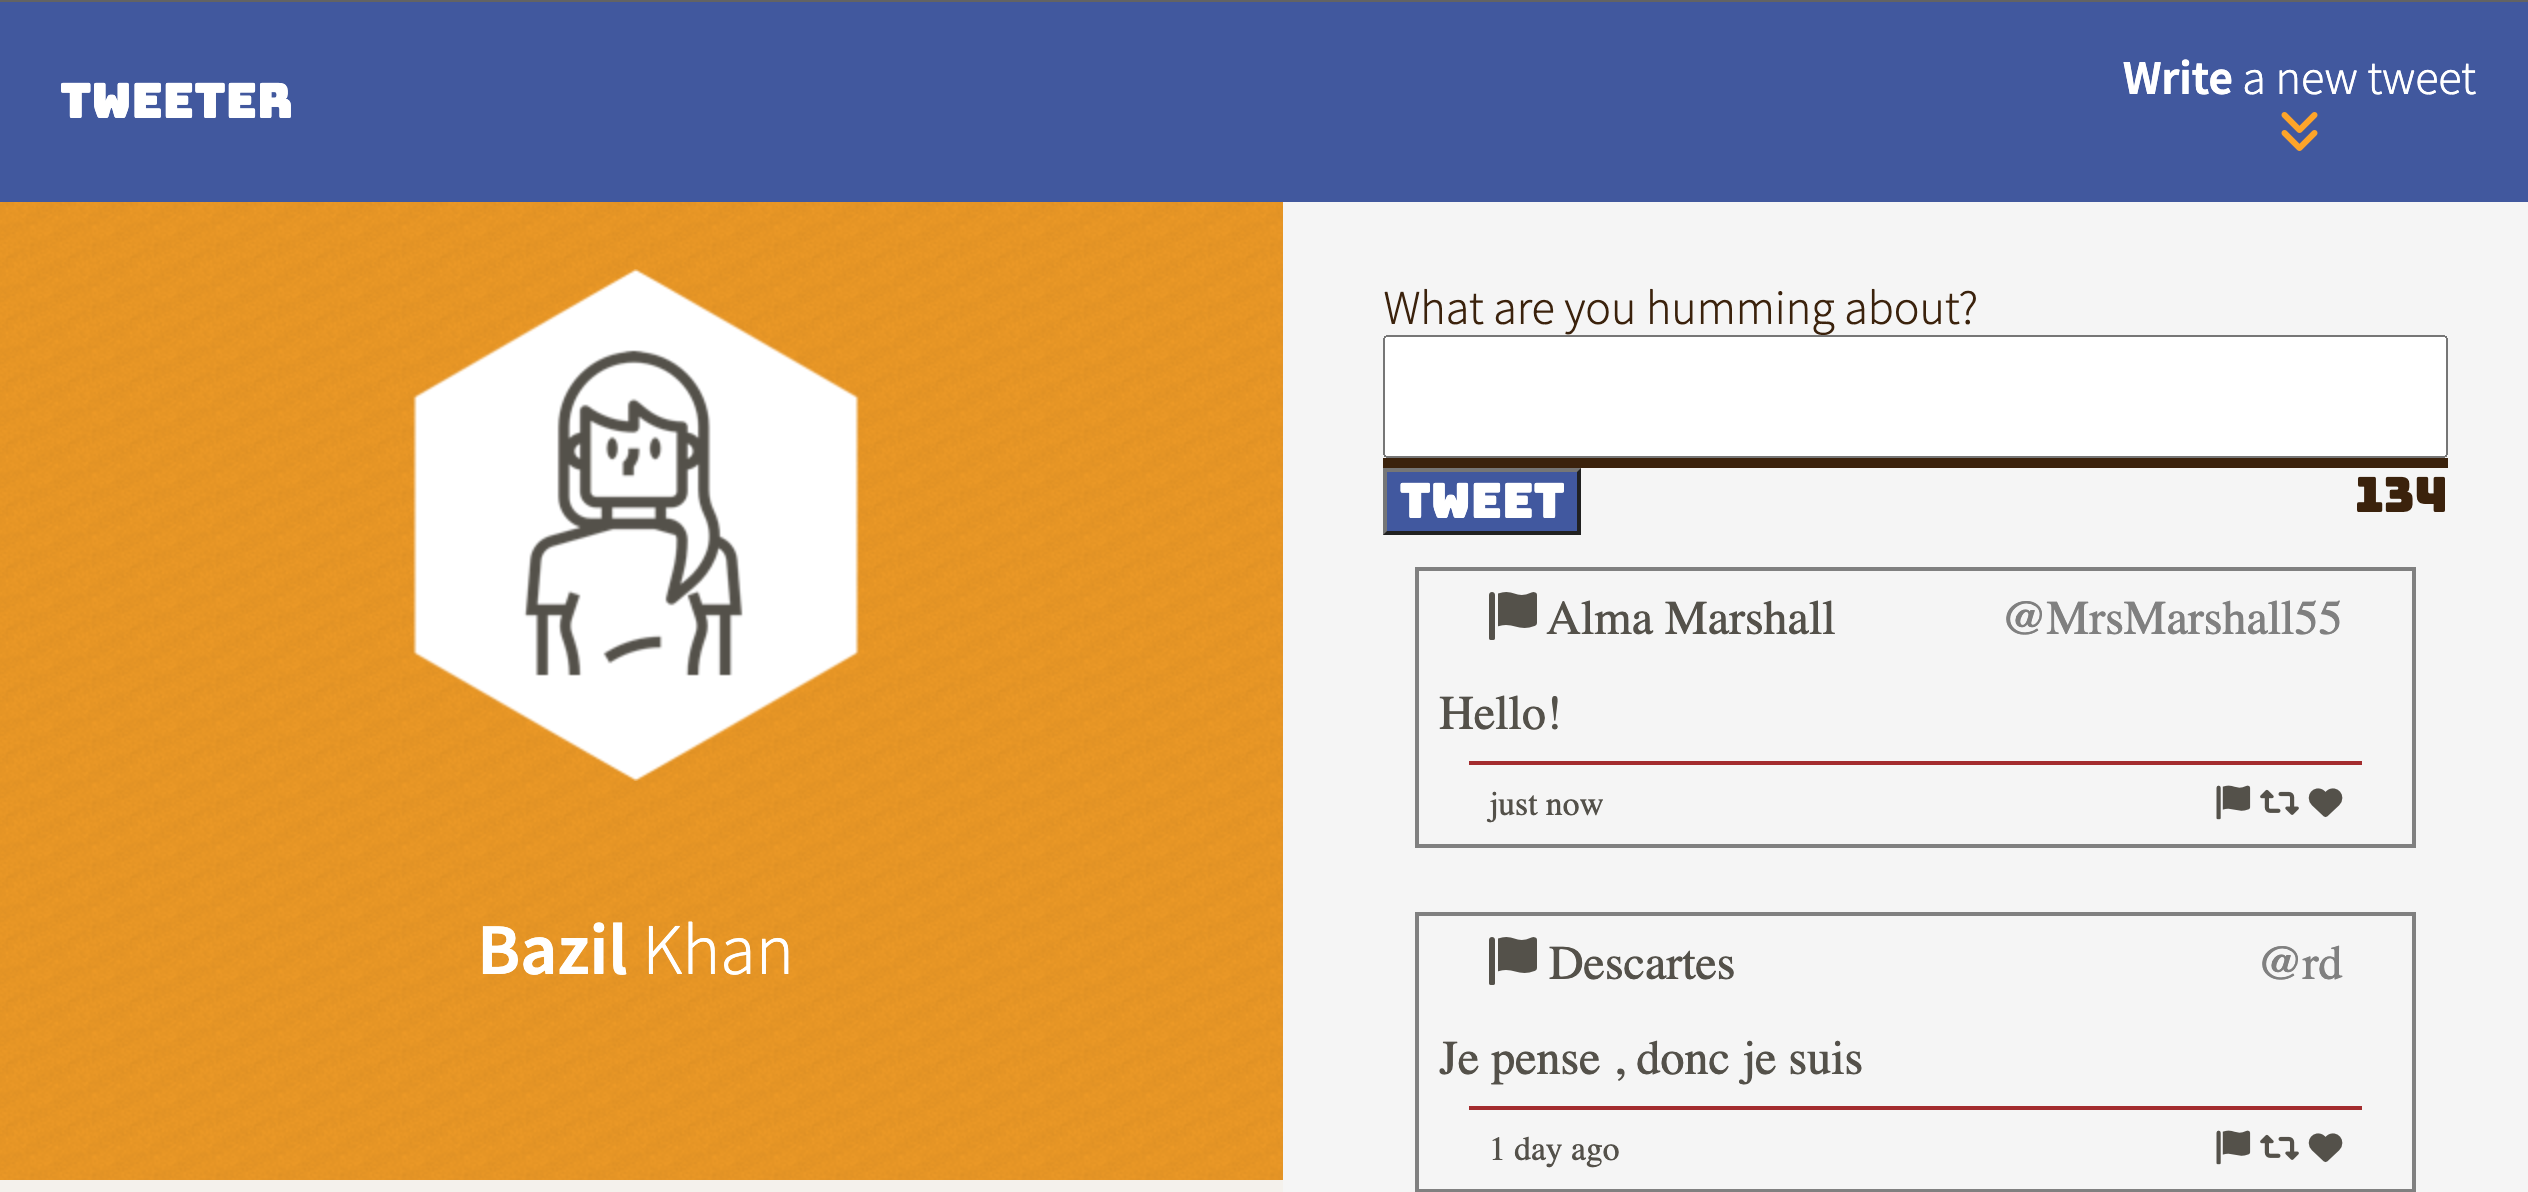 TWEETER
Write a new tweet
Bazil Khan
What are you humming about?
TWEET
134
Alma Marshall
@MrsMarshall55
Hello!
just now
Descartes
@rd
Je pense , donc je suis
1 day ago